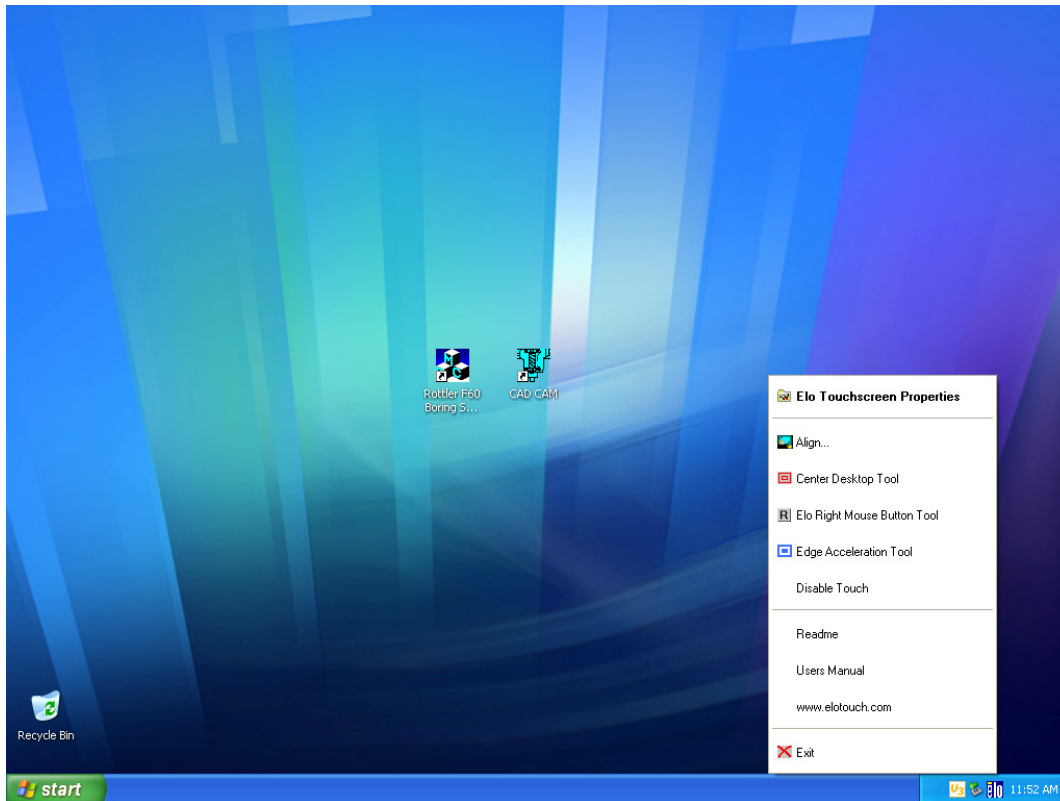 Rottler F60
Boring S...
CAD CAM
Elo Touchscreen Properties
Align...
Center Desktop Tool
R Elo Right Mouse Button Tool
Edge Acceleration Tool
Disable Touch
Readme
Users Manual
www.elotouch.com
Exit
Recycle Bin
start
elo
11:52 AM